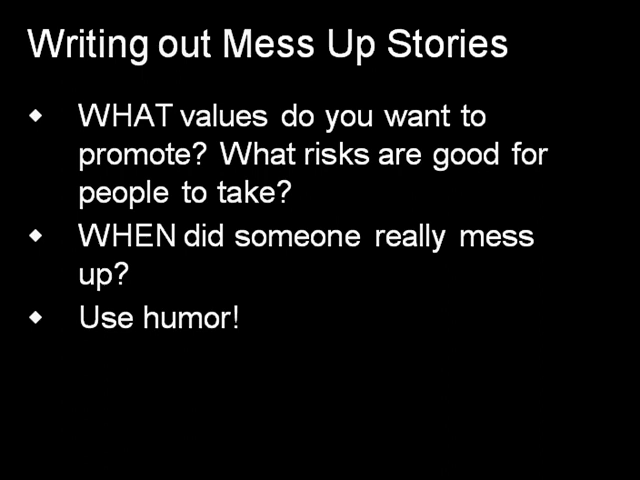 Writing out Mess Up Stories
WHAT values do you want to
promote? What risks are good for
people to take?
WHEN did someone really mess
up?
Use humor!